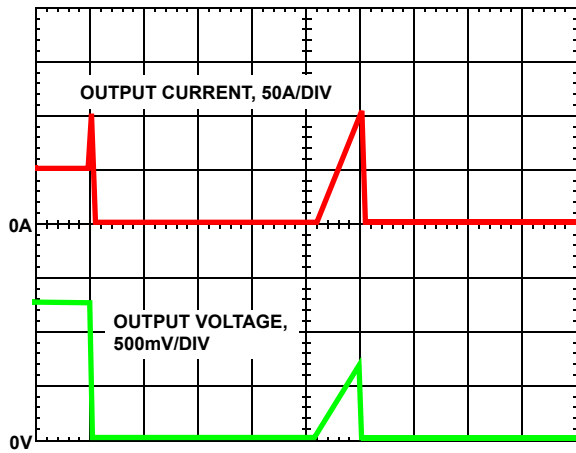 OUTPUT CURRENT, 50A/DIV
0A
OUTPUT VOLTAGE,
500mV/DIV
0V